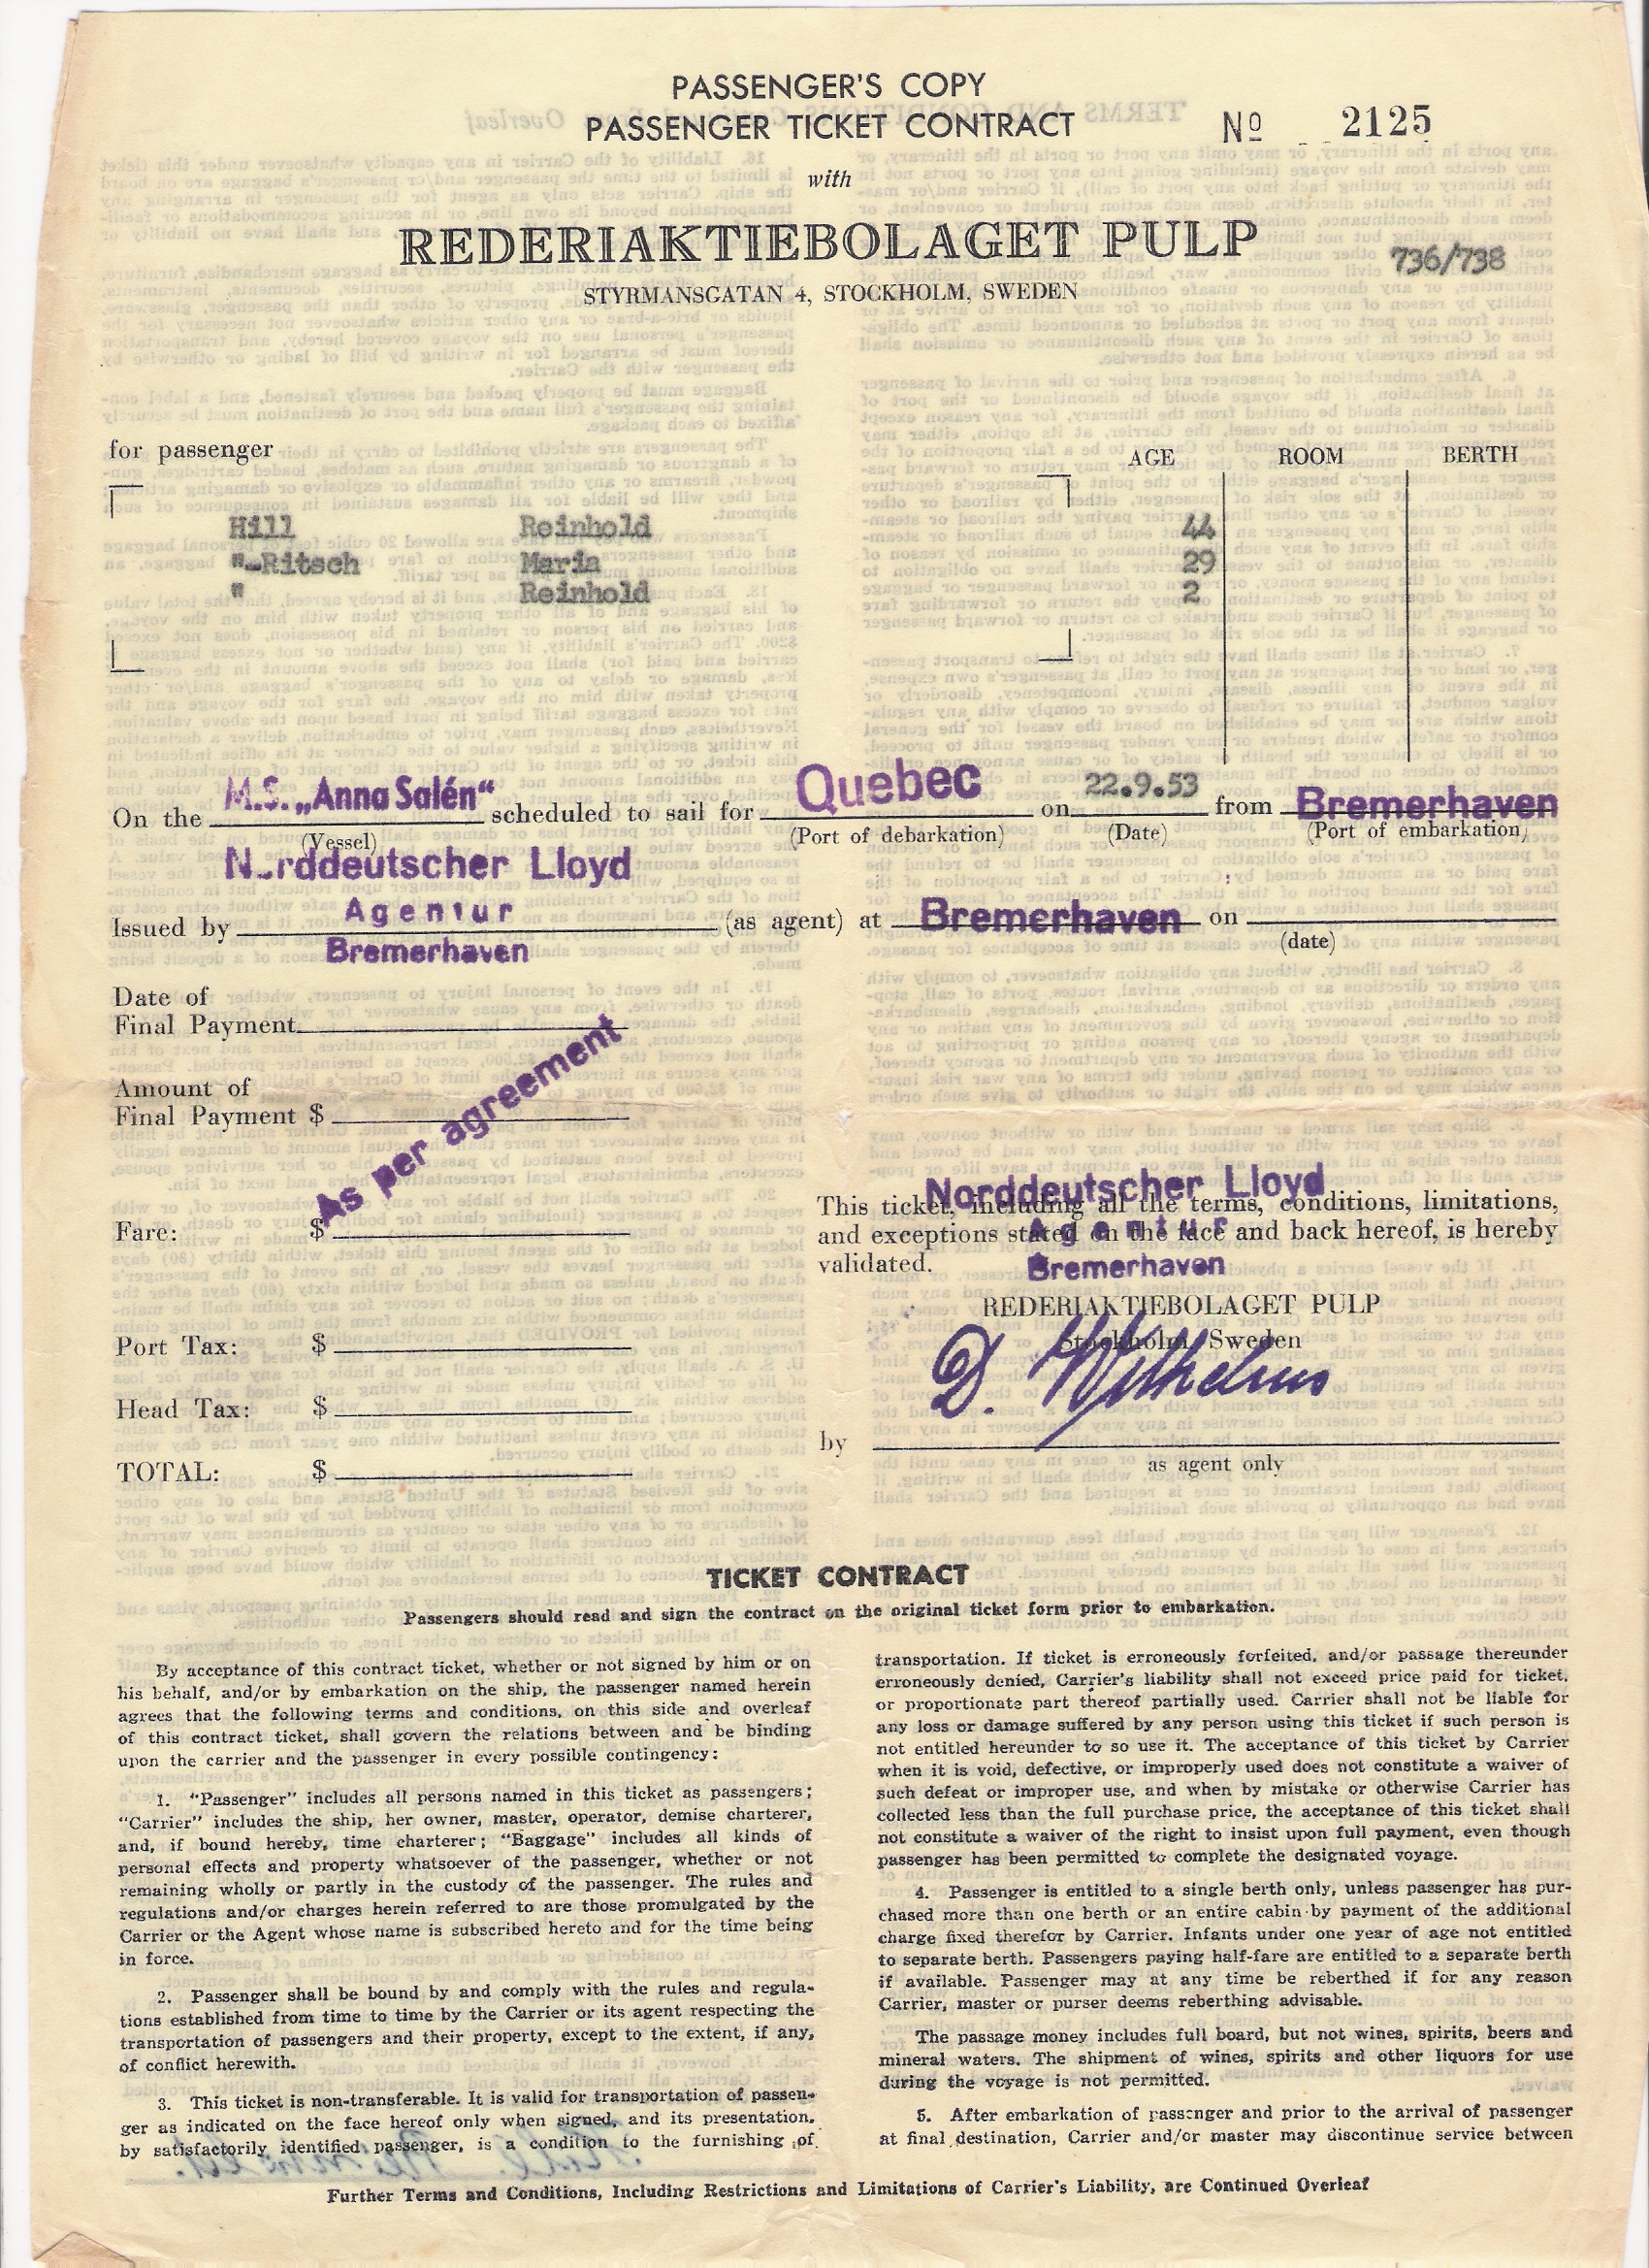 PASSENGER'S COPY
PASSENGER TICKET CONTRACT
Nº 2125
with
REDERIAKTIEBOLAGET PULP
736/738
STYRMANSGATAN 4, STOCKHOLM, SWEDEN
for passenger
AGE ROOM BERTH
Hill Reinhold 44
"-Ritsch Maria 29
" Reinhold 2
On the M.S. „Anna Salén“ scheduled to sail for Quebec on 22.9.53 from Bremerhaven
(Vessel) (Port of debarkation) (Date) (Port of embarkation)
Norddeutscher Lloyd
Agentur
Issued by (as agent) at Bremerhaven on
Bremerhaven
(date)
Date of
Final Payment
As per agreement
Amount of
Final Payment $
Fare: $
Port Tax: $
Head Tax: $
TOTAL: $
Norddeutscher Lloyd
This ticket, including all the terms, conditions, limitations,
Agentur
and exceptions stated on the face and back hereof, is hereby
validated.
Bremerhaven
REDERIAKTIEBOLAGET PULP
Stockholm, Sweden
D. Wilhelms
by
as agent only
TICKET CONTRACT
Passengers should read and sign the contract on the original ticket form prior to embarkation.
By acceptance of this contract ticket, whether or not signed by him or on
his behalf, and/or by embarkation on the ship, the passenger named herein
agrees that the following terms and conditions, on this side and overleaf
of this contract ticket, shall govern the relations between and be binding
upon the carrier and the passenger in every possible contingency:
1. "Passenger" includes all persons named in this ticket as passengers;
"Carrier" includes the ship, her owner, master, operator, demise charterer,
and, if bound hereby, time charterer; "Baggage" includes all kinds of
personal effects and property whatsoever of the passenger, whether or not
remaining wholly or partly in the custody of the passenger. The rules and
regulations and/or charges herein referred to are those promulgated by the
Carrier or the Agent whose name is subscribed hereto and for the time being
in force.
2. Passenger shall be bound by and comply with the rules and regula-
tions established from time to time by the Carrier or its agent respecting the
transportation of passengers and their property, except to the extent, if any,
of conflict herewith.
3. This ticket is non-transferable. It is valid for transportation of passen-
ger as indicated on the face hereof only when signed, and its presentation,
by satisfactorily identified passenger, is a condition to the furnishing of
transportation. If ticket is erroneously forfeited, and/or passage thereunder
erroneously denied, Carrier's liability shall not exceed price paid for ticket,
or proportionate part thereof partially used. Carrier shall not be liable for
any loss or damage suffered by any person using this ticket if such person is
not entitled hereunder to so use it. The acceptance of this ticket by Carrier
when it is void, defective, or improperly used does not constitute a waiver of
such defeat or improper use, and when by mistake or otherwise Carrier has
collected less than the full purchase price, the acceptance of this ticket shall
not constitute a waiver of the right to insist upon full payment, even though
passenger has been permitted to complete the designated voyage.
4. Passenger is entitled to a single berth only, unless passenger has pur-
chased more than one berth or an entire cabin by payment of the additional
charge fixed therefor by Carrier. Infants under one year of age not entitled
to separate berth. Passengers paying half-fare are entitled to a separate berth
if available. Passenger may at any time be reberthed if for any reason
Carrier, master or purser deems reberthing advisable.
The passage money includes full board, but not wines, spirits, beers and
mineral waters. The shipment of wines, spirits and other liquors for use
during the voyage is not permitted.
5. After embarkation of passenger and prior to the arrival of passenger
at final destination, Carrier and/or master may discontinue service between
Further Terms and Conditions, Including Restrictions and Limitations of Carrier's Liability, are Continued Overleaf